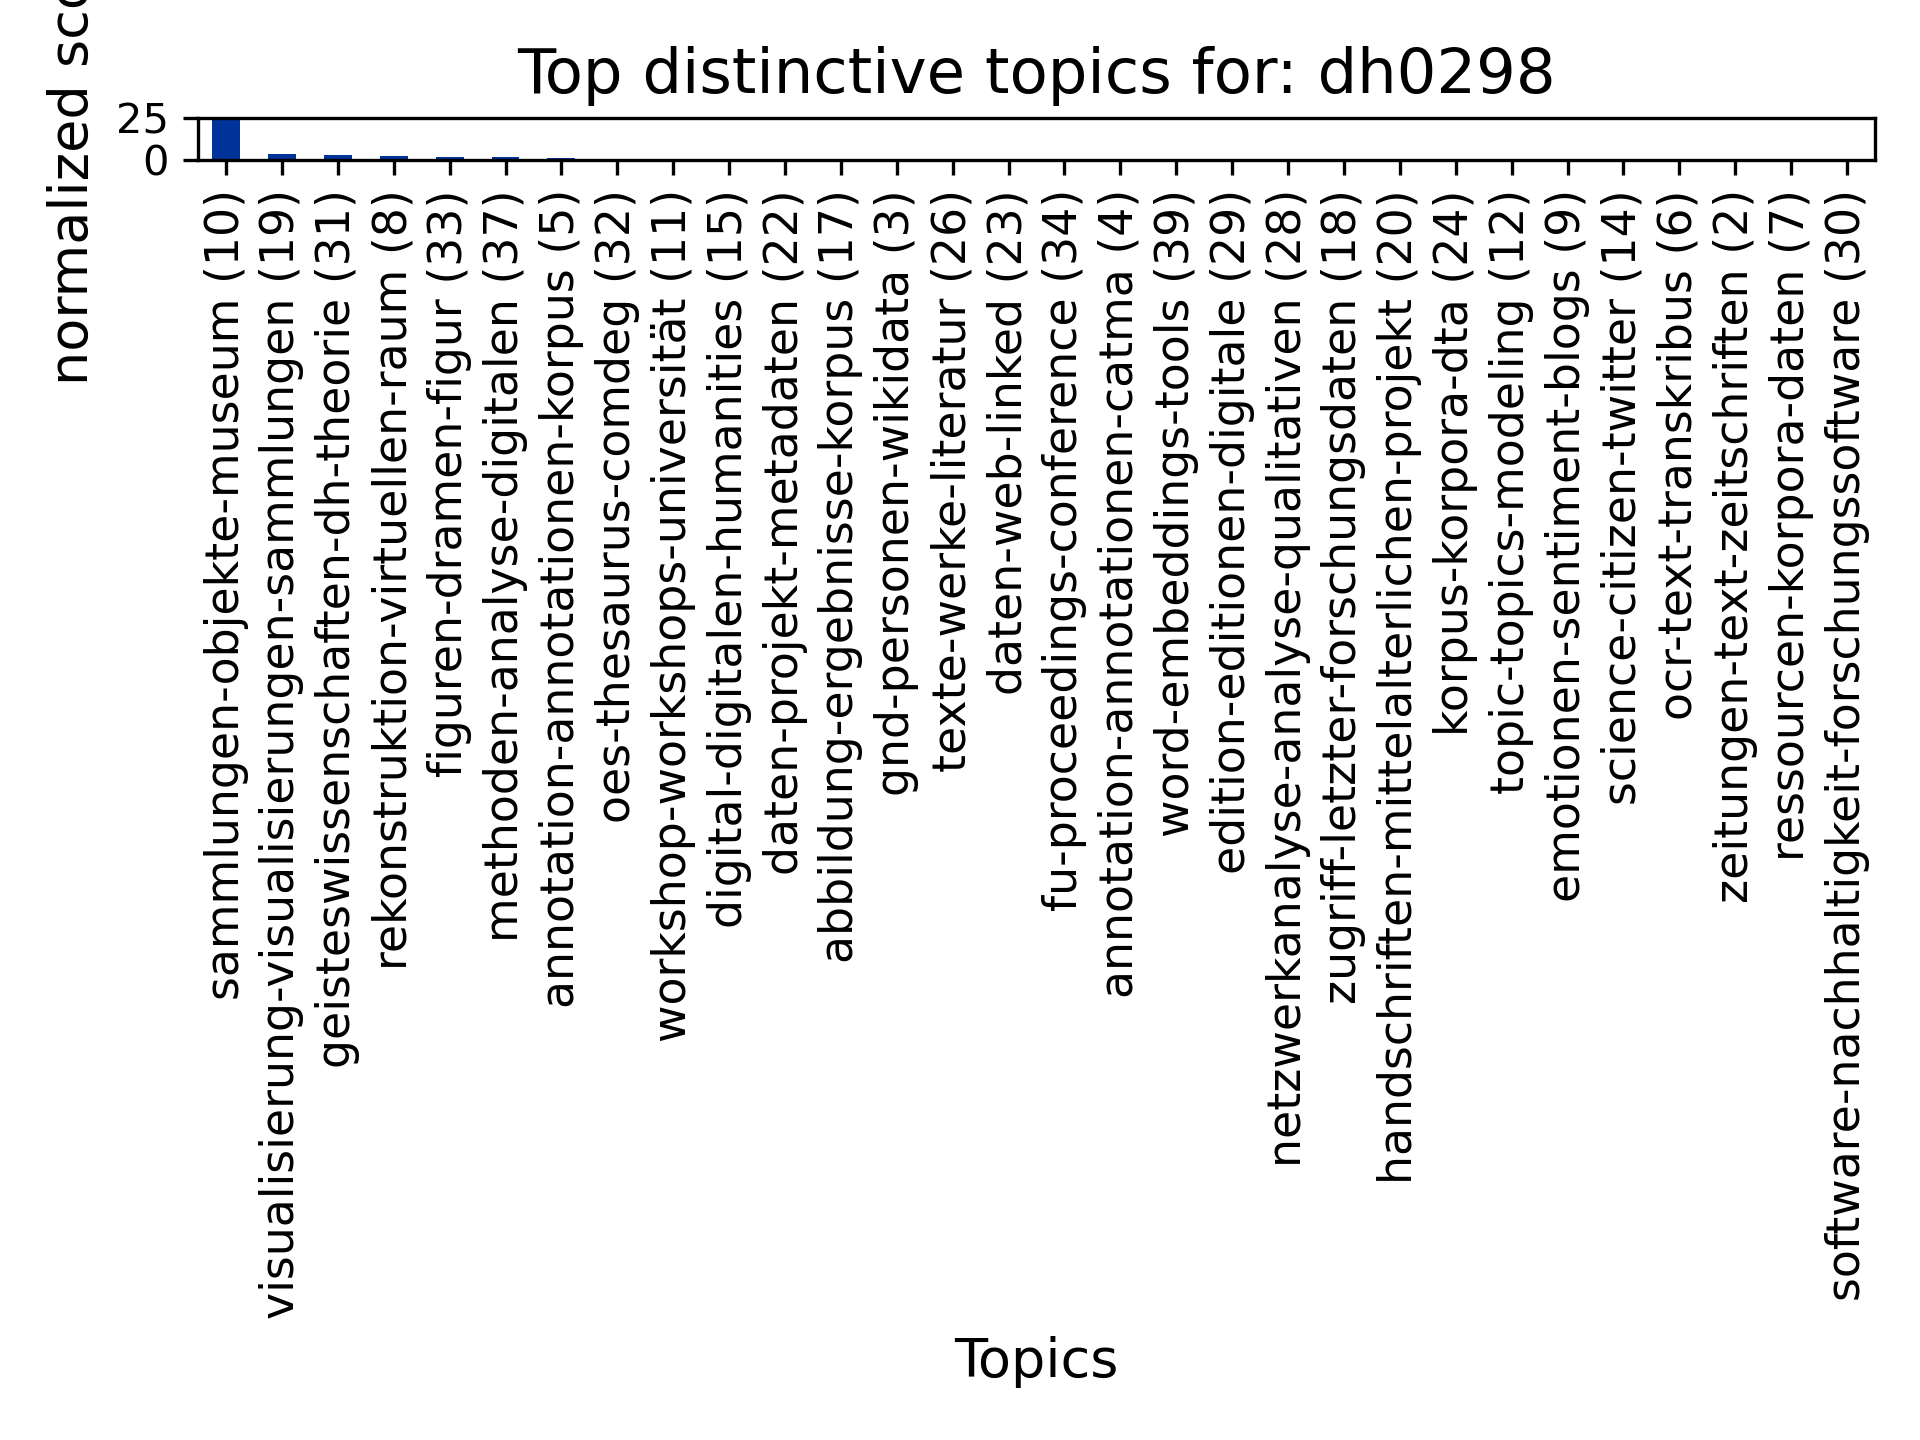 Top distinctive topics for: dh0298
normalized
25
0
sammlungen-objekte-museum (10)
visualisierung-visualisierungen-sammlungen (19)
geisteswissenschaften-dh-theorie (31)
rekonstruktion-virtuellen-raum (8)
figuren-dramen-figur (33)
methoden-analyse-digitalen (37)
annotation-annotationen-korpus (5)
oes-thesaurus-comdeg (32)
workshop-workshops-universität (11)
digital-digitalen-humanities (15)
daten-projekt-metadaten (22)
abbildung-ergebnisse-korpus (17)
gnd-personen-wikidata (3)
texte-werke-literatur (26)
daten-web-linked (23)
fu-proceedings-conference (34)
annotation-annotationen-catma (4)
word-embeddings-tools (39)
edition-editionen-digitale (29)
netzwerkanalyse-analyse-qualitativen (28)
zugriff-letzter-forschungsdaten (18)
handschriften-mittelalterlichen-projekt (20)
korpus-korpora-dta (24)
topic-topics-modeling (12)
emotionen-sentiment-blogs (9)
science-citizen-twitter (14)
ocr-text-transkribus (6)
zeitungen-text-zeitschriften (2)
ressourcen-korpora-daten (7)
software-nachhaltigkeit-forschungssoftware (30)
Topics